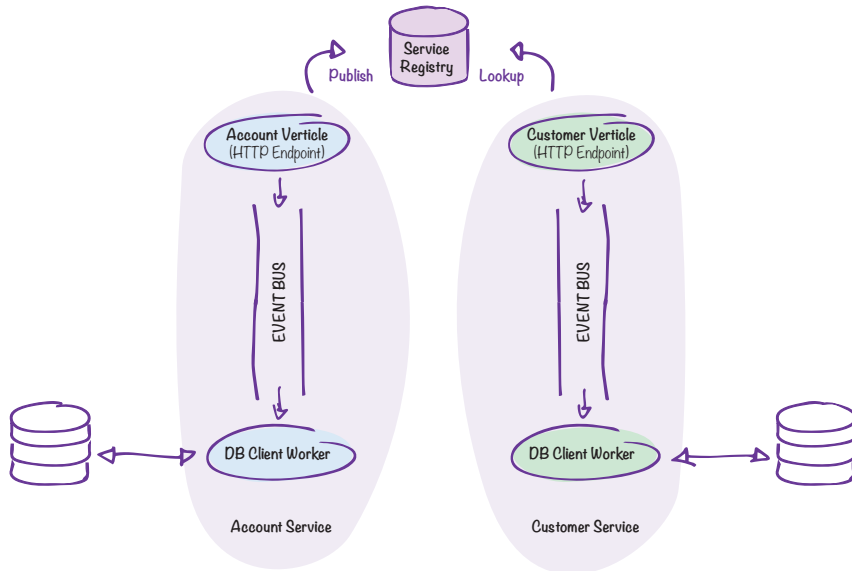 Service
Registry
Publish
Lookup
Account Verticle
(HTTP Endpoint)
Customer Verticle
(HTTP Endpoint)
EVENT BUS
EVENT BUS
DB Client Worker
DB Client Worker
Account Service
Customer Service